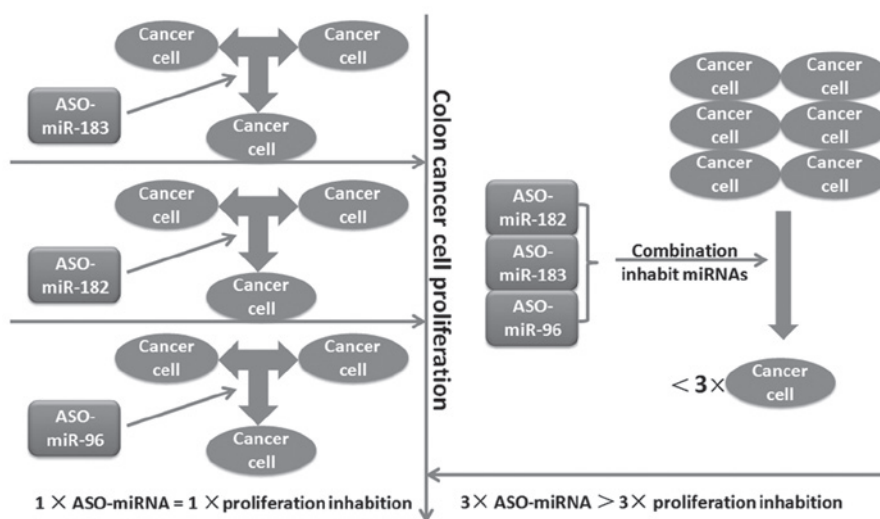 Cancer
cell
Cancer
cell
ASO-
miR-183
Cancer
cell
Cancer
cell
Cancer
cell
ASO-
miR-182
Cancer
cell
Cancer
cell
Cancer
cell
ASO-
miR-96
Cancer
cell
1 × ASO-miRNA = 1 × proliferation inhabition
Colon cancer cell proliferation
Cancer
cell
Cancer
cell
Cancer
cell
Cancer
cell
Cancer
cell
Cancer
cell
ASO-
miR-182
ASO-
miR-183
ASO-
miR-96
Combination
inhabit miRNAs
< 3×
Cancer
cell
3× ASO-miRNA > 3× proliferation inhabition